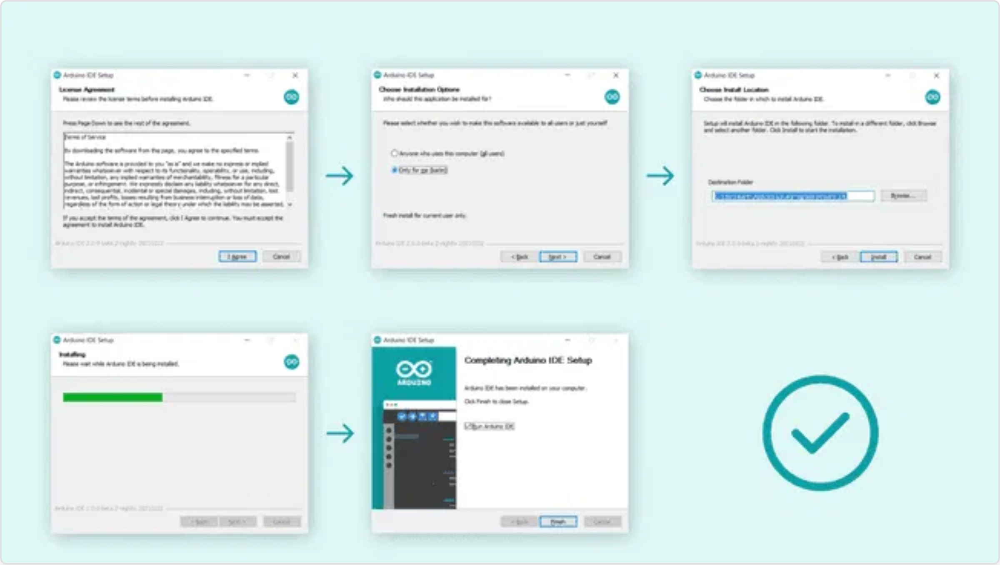 Arduino IDE Setup
License Agreement
Please review the license terms before installing Arduino IDE.
Press Page Down to see the rest of the agreement.
Terms of Service
By downloading the software from this page, you agree to the specified terms.
The Arduino software is provided to you "as is" and we make no express or implied
warranties whatsoever with respect to its functionality, operability, or use, including,
without limitation, any implied warranties of merchantability, fitness for a particular
purpose, or infringement. We expressly disclaim any liability whatsoever for any direct,
indirect, consequential, incidental or special damages, including, without limitation, lost
revenues, lost profits, losses resulting from business interruption or loss of data,
regardless of the form of action or legal theory under which the liability may be asserted,
If you accept the terms of the agreement, click I Agree to continue. You must accept the
agreement to install Arduino IDE.
Arduino IDE 2.0.0-beta.2-nightly
I Agree
Cancel
Arduino IDE Setup
Choose Installation Options
Who should this application be installed for?
Please select whether you wish to make this software available to all users or just yourself
Anyone who uses this computer (all users)
Only for me
Fresh install for current user only.
Arduino IDE 2.0.0-beta.2-nightly
< Back
Next >
Cancel
Arduino IDE Setup
Choose Install Location
Choose the folder in which to install Arduino IDE.
Setup will install Arduino IDE in the following folder. To install in a different folder, click Browse
and select another folder. Click Install to start the installation.
Destination Folder
Browse...
Arduino IDE 2.0.0-beta.2-nightly
< Back
Install
Cancel
Arduino IDE Setup
Installing
Please wait while Arduino IDE is being installed.
Arduino IDE 2.0.0-beta.2-nightly
< Back
Next >
Cancel
Arduino IDE Setup
ARDUINO
Completing Arduino IDE Setup
Arduino IDE has been installed on your computer.
Click Finish to close Setup.
Run Arduino IDE
< Back
Finish
Cancel